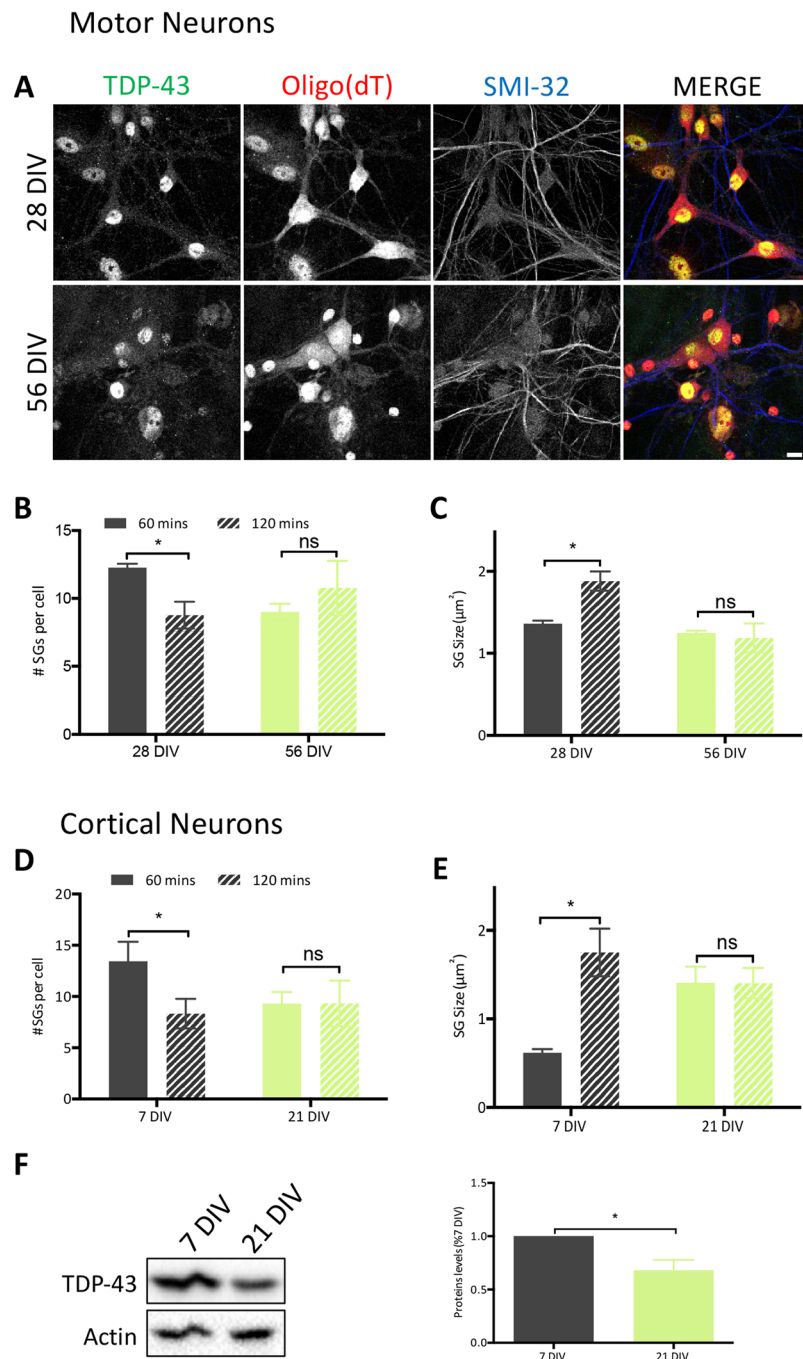 Motor Neurons
TDP-43 Oligo(dT) SMI-32 MERGE
A
28 DIV
56 DIV
B
60 mins 120 mins
# SGs per cell
15
10
5
0
* ns
28 DIV 56 DIV
C
SG Size (µm²)
2
1
0
* ns
28 DIV 56 DIV
Cortical Neurons
D
60 mins 120 mins
#SGs per cell
20
15
10
5
0
* ns
7 DIV 21 DIV
E
SG Size (µm²)
2
1
0
* ns
7 DIV 21 DIV
F
7 DIV 21 DIV
TDP-43
Actin
Proteins levels (%7 DIV)
1.5
1.0
0.5
0.0
*
7 DIV 21 DIV